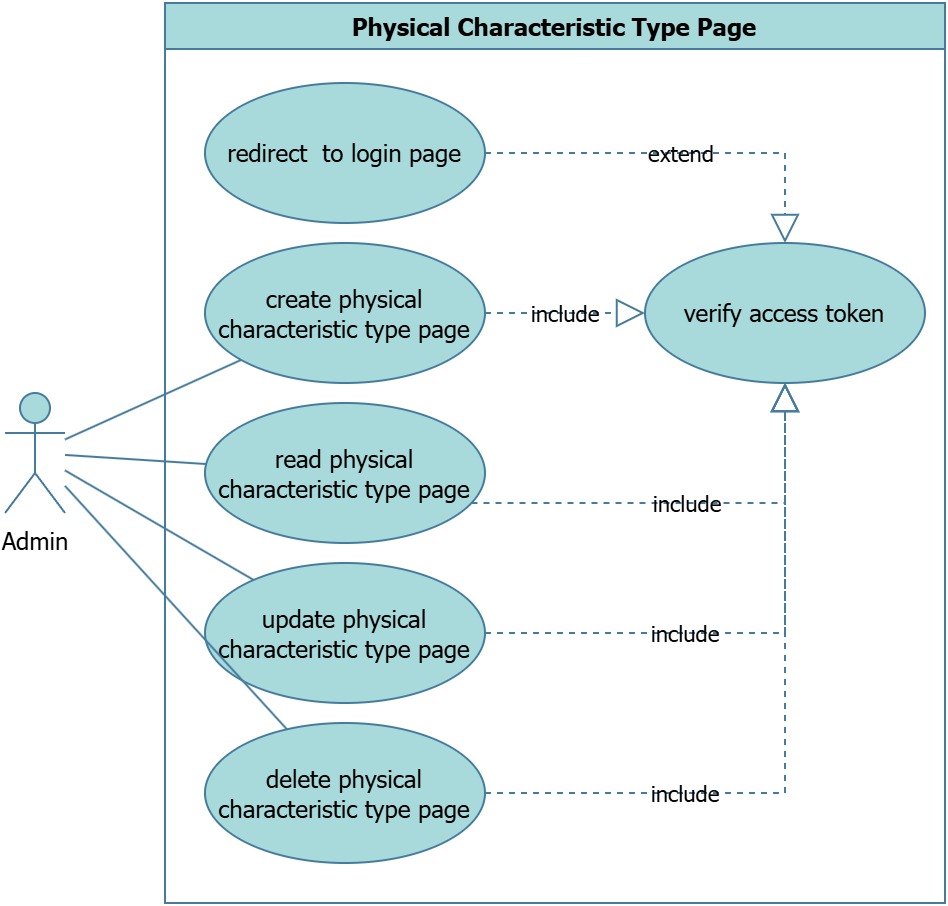 Physical Characteristic Type Page
redirect  to login page
extend
create physical
characteristic type page
include
verify access token
read physical
characteristic type page
include
Admin
update physical
characteristic type page
include
delete physical
characteristic type page
include